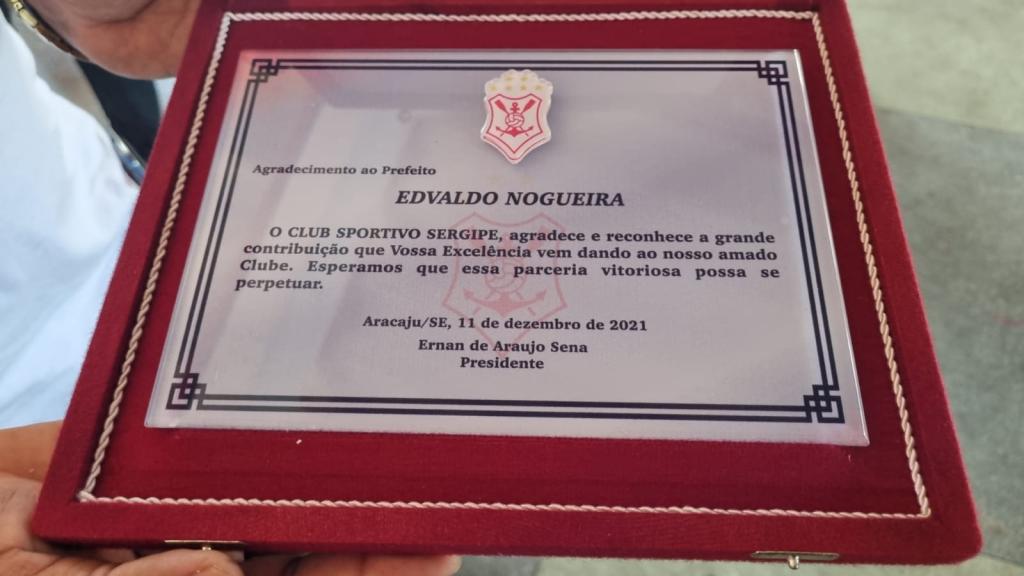 Agradecimento ao Prefeito
EDVALDO NOGUEIRA
O CLUB SPORTIVO SERGIPE, agradece e reconhece a grande
contribuição que Vossa Excelência vem dando ao nosso amado
Clube. Esperamos que essa parceria vitoriosa possa se
perpetuar.
Aracaju/SE, 11 de dezembro de 2021
Ernan de Araujo Sena
Presidente